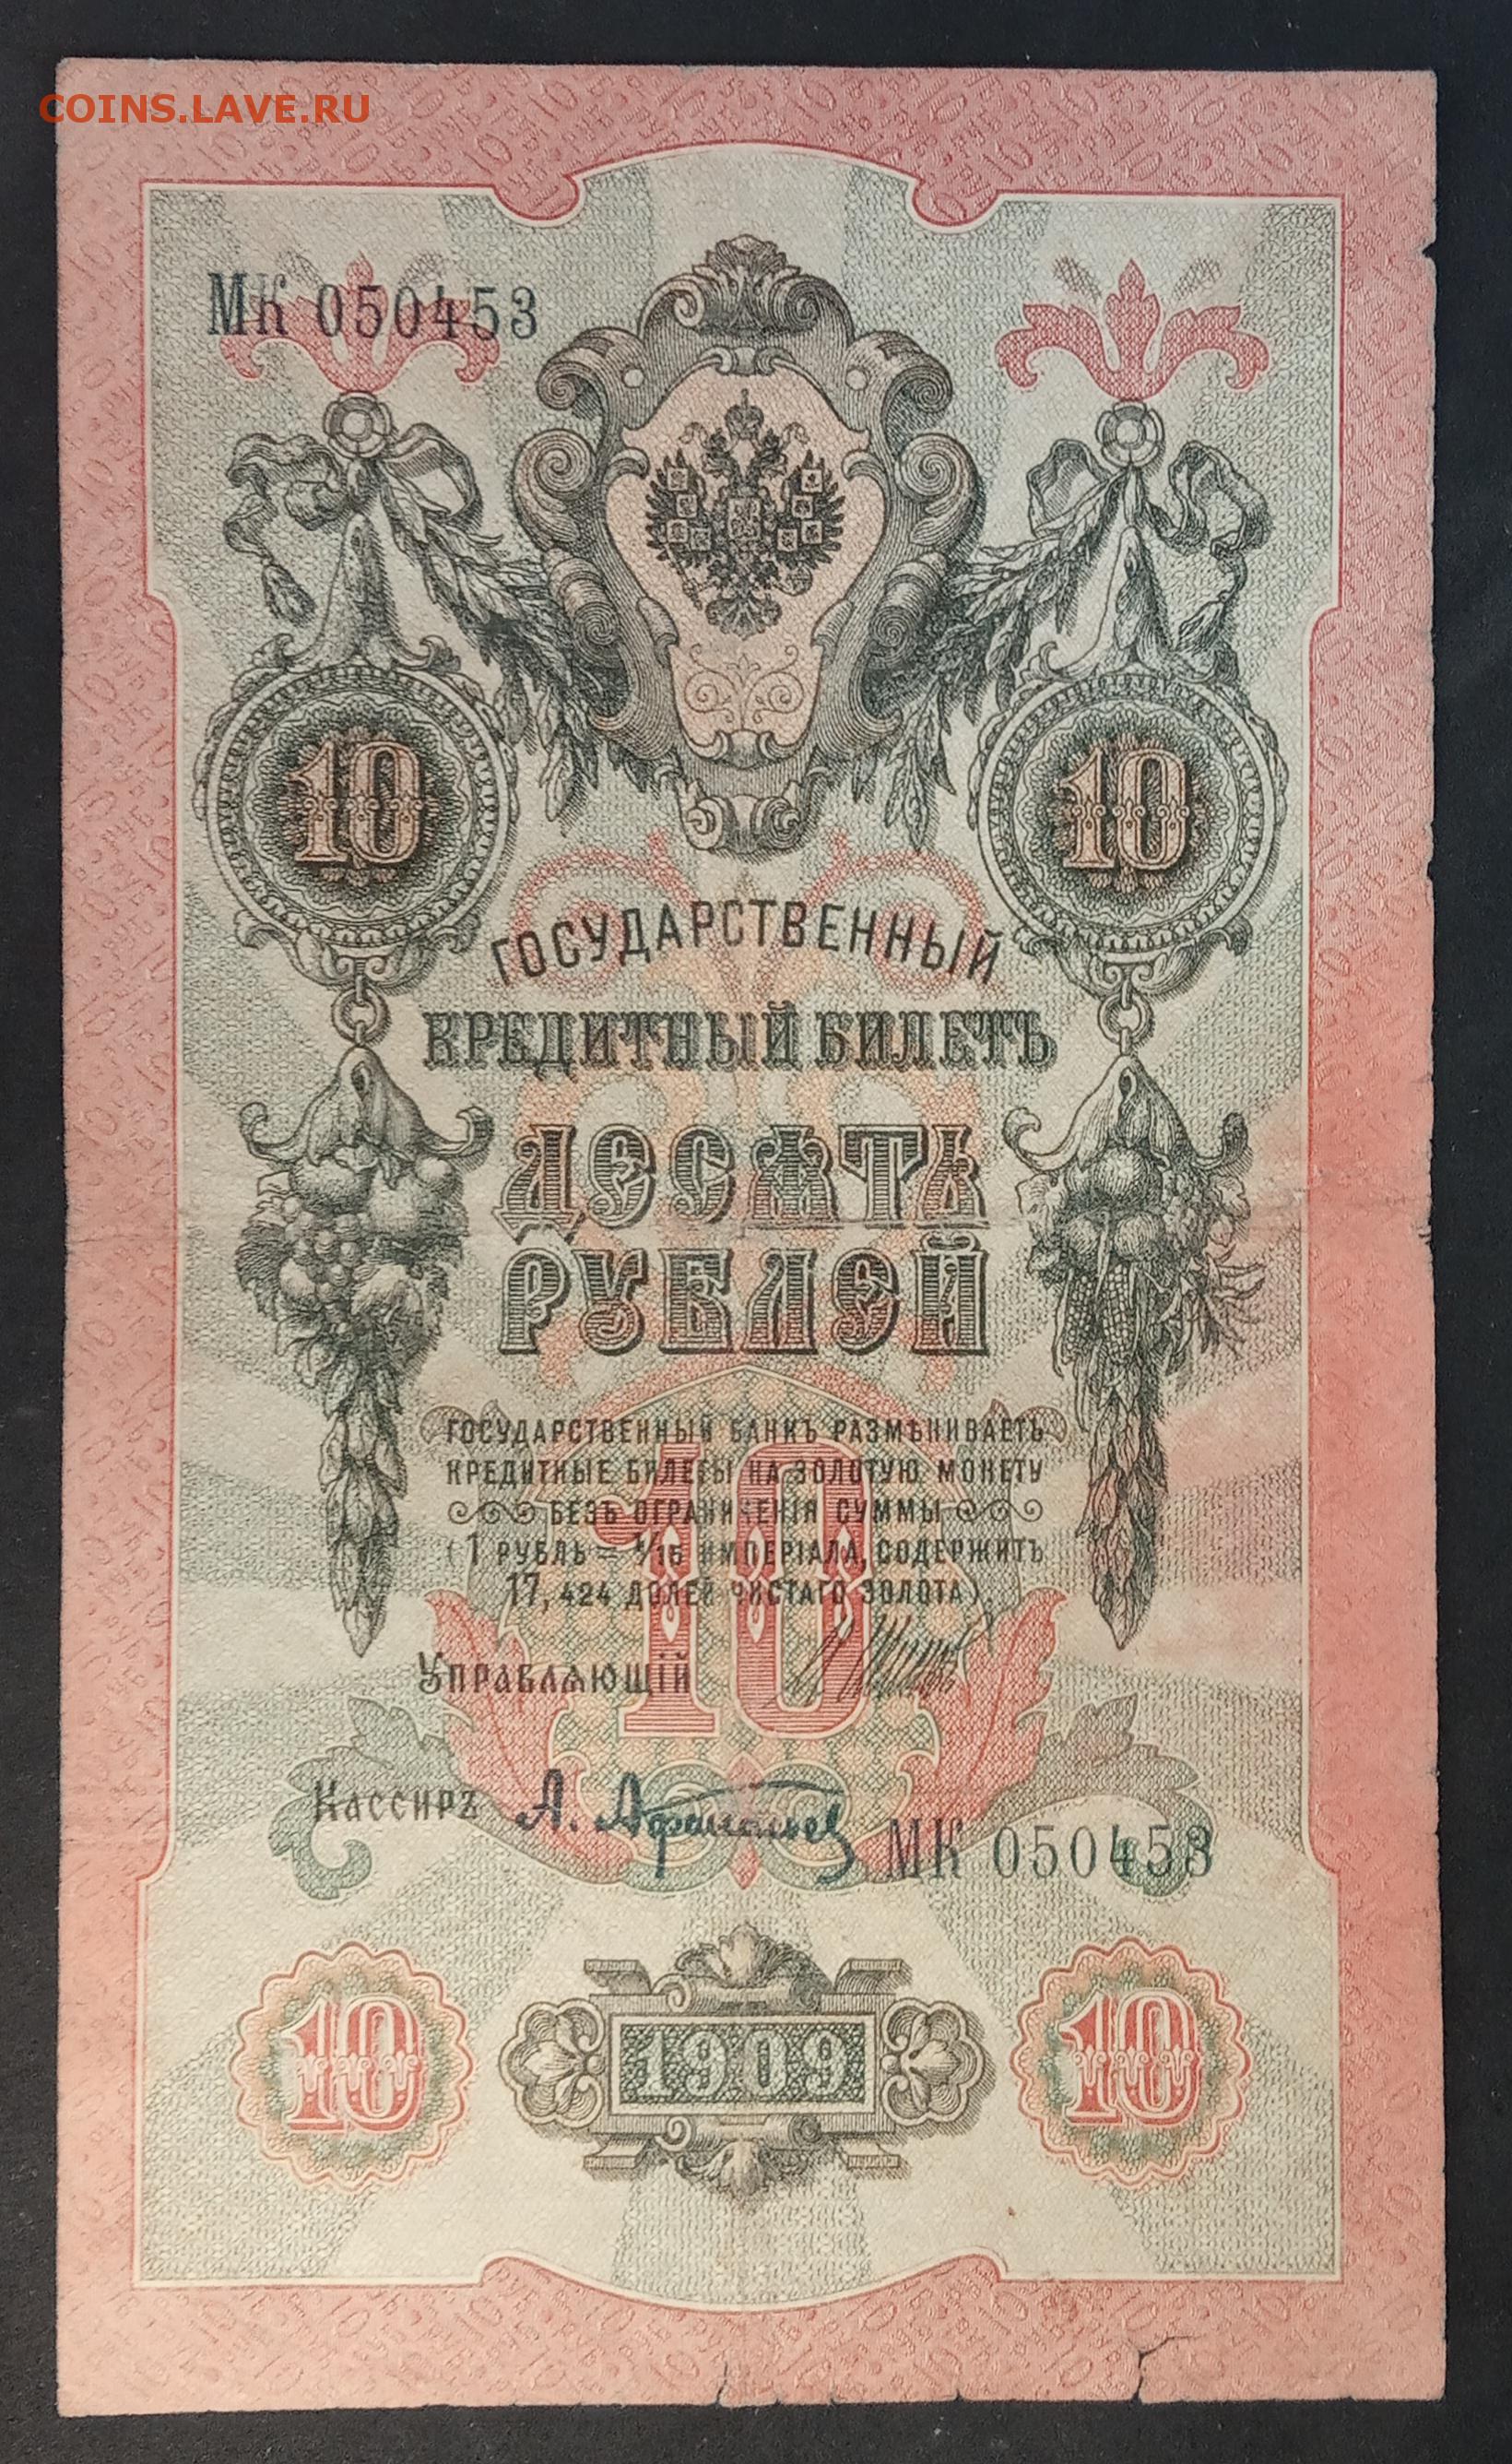 COINS.LAVE.RU
МК 050453
10 10
ГОСУДАРСТВЕННЫЙ
КРЕДИТНЫЙ БИЛЕТЪ
ДЕСЯТЬ
РУБЛЕЙ
ГОСУДАРСТВЕННЫЙ БАНКЪ РАЗМѢНИВАЕТЪ
КРЕДИТНЫЕ БИЛЕТЫ НА ЗОЛОТУЮ МОНЕТУ
БЕЗЪ ОГРАНИЧЕНІЯ СУММЫ
(1 РУБЛЬ = 1/15 ИМПЕРІАЛА, СОДЕРЖИТЪ
17,424 ДОЛЕЙ ЧИСТАГО ЗОЛОТА)
10
УПРАВЛЯЮЩІЙ
КАССИРЪ А. Афанасьев
МК 050453
10 1909 10